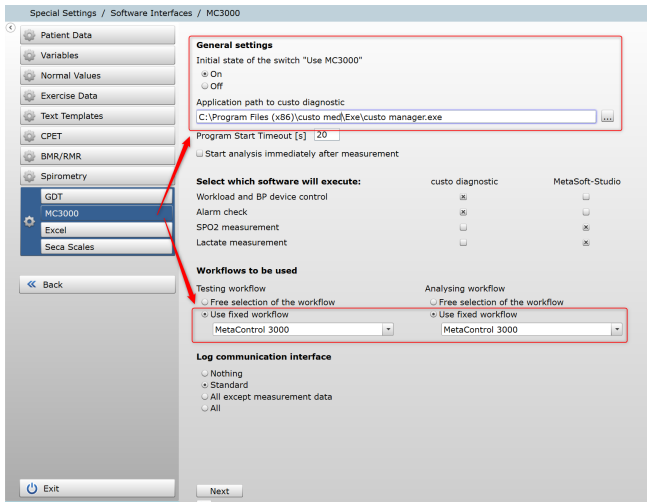 Special Settings / Software Interfaces / MC3000
Patient Data
Variables
Normal Values
Exercise Data
Text Templates
CPET
BMR/RMR
Spirometry
GDT
MC3000
Excel
Seca Scales
Back
Exit
General settings
Initial state of the switch "Use MC3000"
On
Off
Application path to custo diagnostic
C:\Program Files (x86)\custo med\Exe\custo manager.exe
...
Program Start Timeout [s] 20
Start analysis immediately after measurement
Select which software will execute: custo diagnostic MetaSoft-Studio
Workload and BP device control
Alarm check
SPO2 measurement
Lactate measurement
Workflows to be used
Testing workflow Analysing workflow
Free selection of the workflow Free selection of the workflow
Use fixed workflow Use fixed workflow
MetaControl 3000 MetaControl 3000
Log communication interface
Nothing
Standard
All except measurement data
All
Next